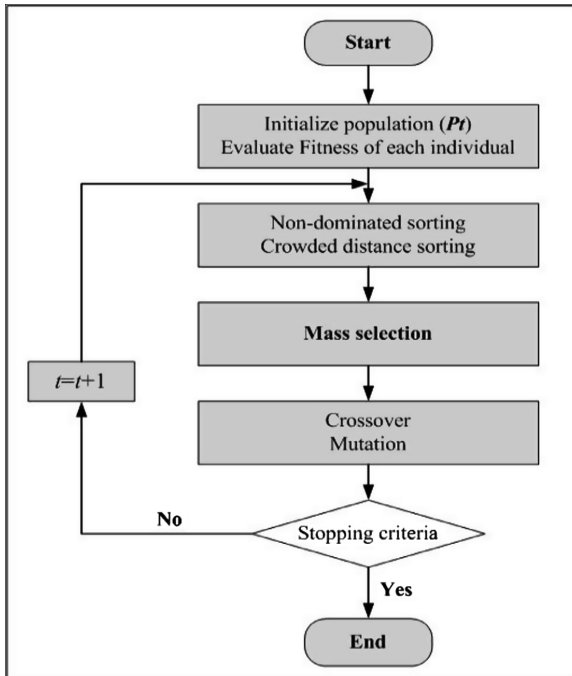 Start
Initialize population (Pt)
Evaluate Fitness of each individual
Non-dominated sorting
Crowded distance sorting
Mass selection
t=t+1
Crossover
Mutation
No
Stopping criteria
Yes
End